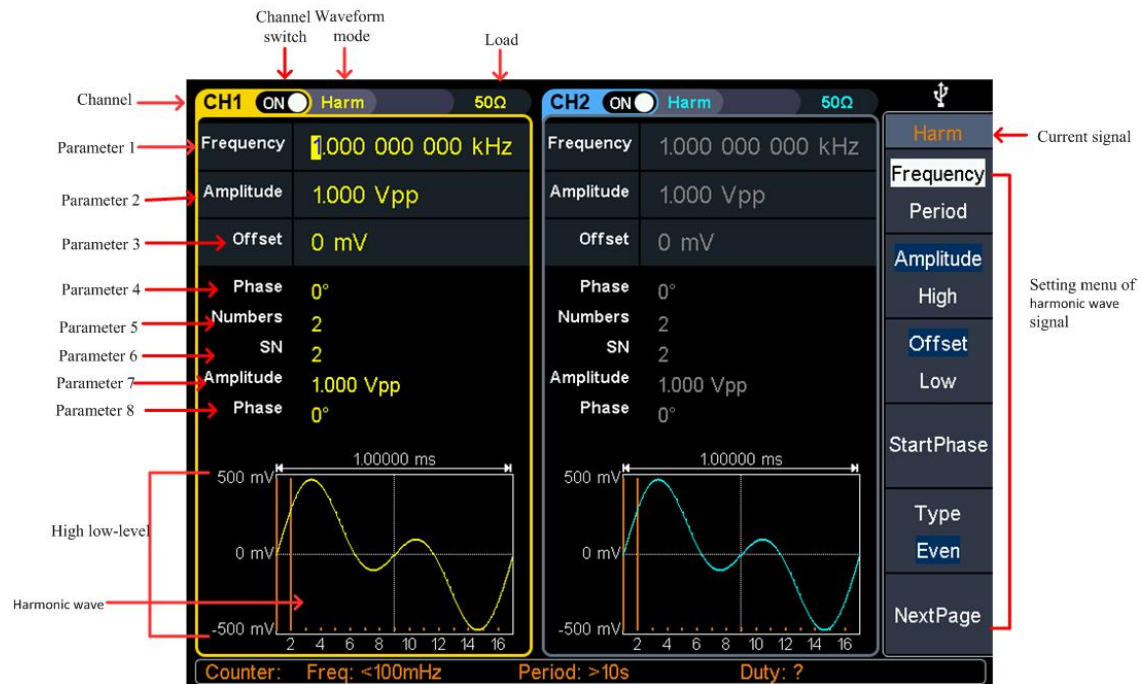 Channel switch
Waveform mode
Load
Channel
CH1 ON Harm 50Ω
CH2 ON Harm 50Ω
Harm
Current signal
Parameter 1
Frequency 1.000 000 000 kHz
Frequency 1.000 000 000 kHz
Frequency
Period
Parameter 2
Amplitude 1.000 Vpp
Amplitude 1.000 Vpp
Parameter 3
Offset 0 mV
Offset 0 mV
Amplitude
High
Parameter 4
Phase 0°
Phase 0°
Setting menu of
harmonic wave
signal
Parameter 5
Numbers 2
Numbers 2
Parameter 6
SN 2
SN 2
Offset
Low
Parameter 7
Amplitude 1.000 Vpp
Amplitude 1.000 Vpp
Parameter 8
Phase 0°
Phase 0°
StartPhase
1.00000 ms
1.00000 ms
500 mV
500 mV
High low-level
Type
Even
0 mV
0 mV
Harmonic wave
NextPage
-500 mV
-500 mV
2 4 6 8 10 12 14 16
2 4 6 8 10 12 14 16
Counter: Freq: <100mHz Period: >10s Duty: ?